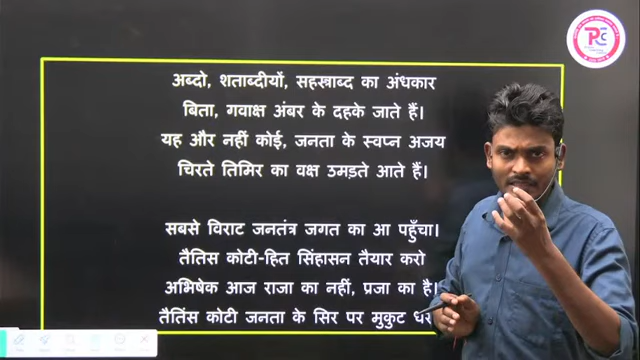 अब्दो, शताब्दीयों, सहस्त्राब्द का अंधकार
बिता, गवाक्ष अंबर के दहके जाते हैं।
यह और नहीं कोई, जनता के स्वप्न अजय
चिरते तिमिर का वक्ष उमड़ते आते हैं।
सबसे विराट जनतंत्र जगत का आ पहुँचा।
तैतिस कोटी-हित सिंहासन तैयार करो
अभिषेक आज राजा का नहीं, प्रजा का है।
तैतिंस कोटी जनता के सिर पर मुकुट